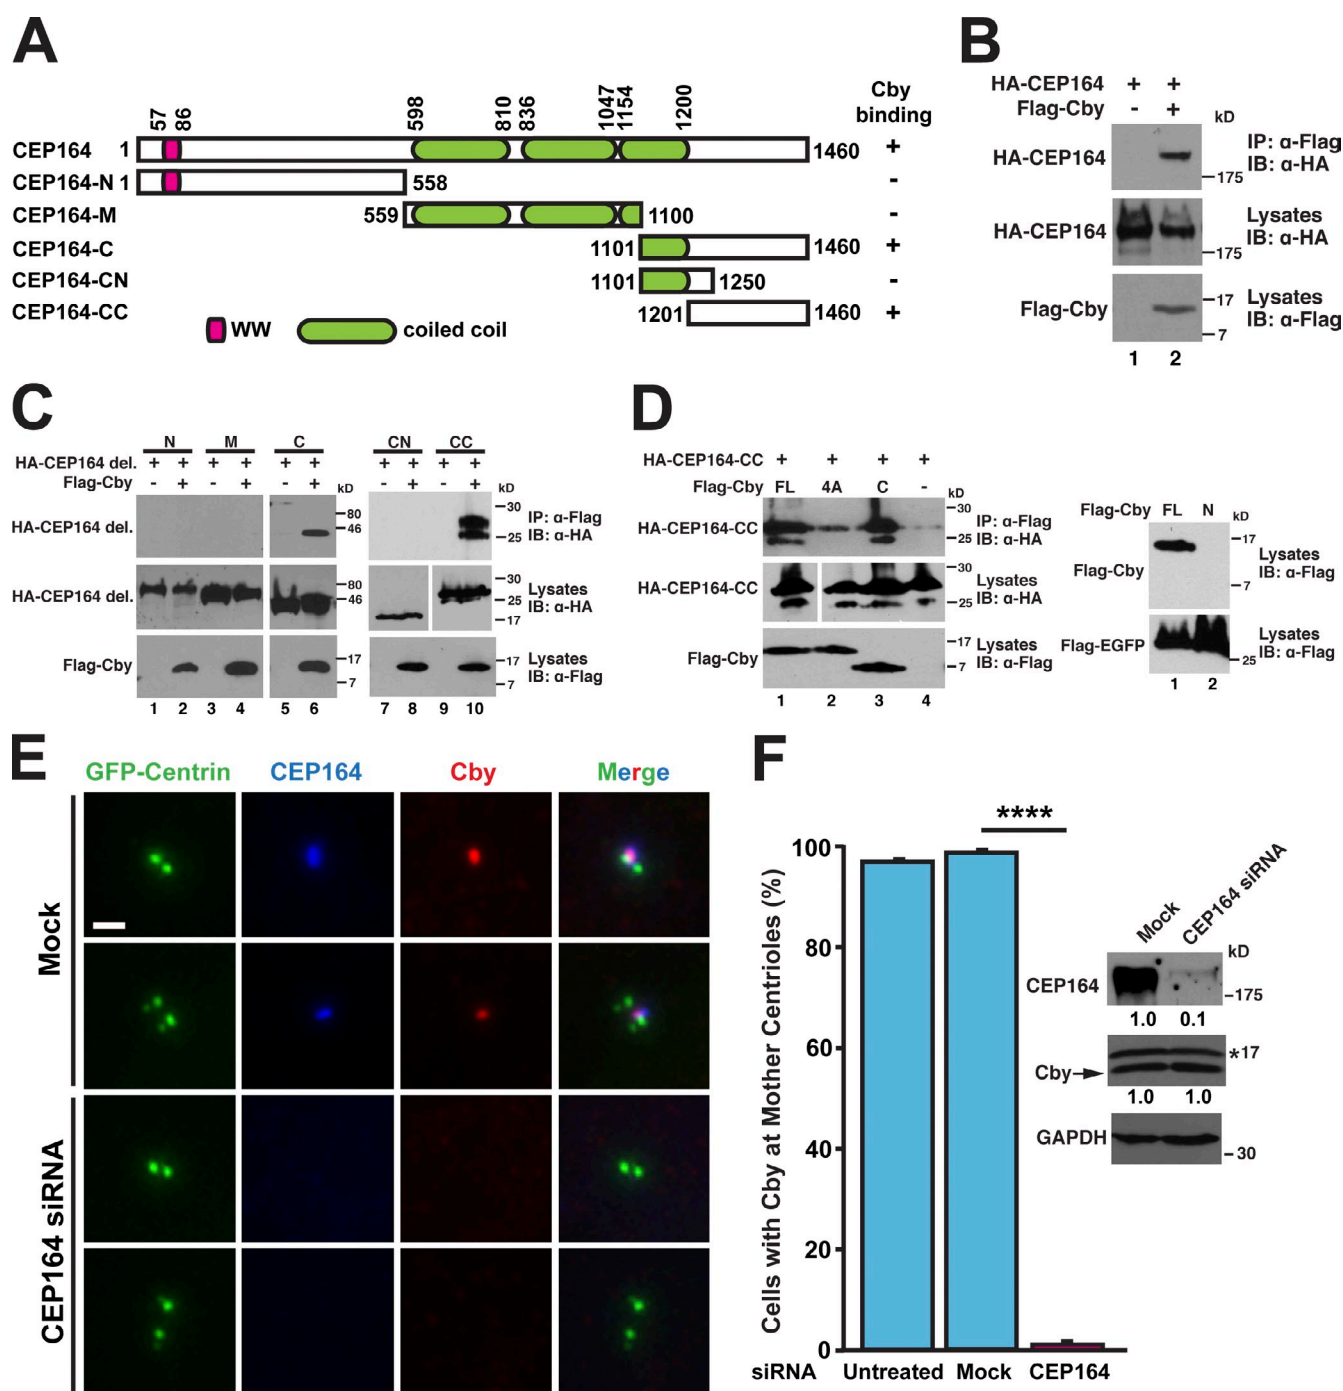 A
57 86 598 810 836 1047 1154 1200 Cby
binding
CEP164 1 1460 +
CEP164-N 1 558 -
CEP164-M 559 1100 -
CEP164-C 1101 1460 +
CEP164-CN 1101 1250 -
CEP164-CC 1201 1460 +
WW coiled coil
B
HA-CEP164 + +
Flag-Cby - + kD
HA-CEP164 175 IP: α-Flag
IB: α-HA
HA-CEP164 175 Lysates
IB: α-HA
Flag-Cby 17 7 Lysates
IB: α-Flag
1 2
C
N M C CN CC
HA-CEP164 del. + + + + + + + + + +
Flag-Cby - + - + - + kD - + - + kD
HA-CEP164 del. 80 46 30 25 IP: α-Flag
IB: α-HA
HA-CEP164 del. 80 46 30 25 17 Lysates
IB: α-HA
Flag-Cby 17 7 17 7 Lysates
IB: α-Flag
1 2 3 4 5 6 7 8 9 10
D
HA-CEP164-CC + + + +
Flag-Cby FL 4A C - kD
HA-CEP164-CC 30 25 IP: α-Flag
IB: α-HA
HA-CEP164-CC 30 25 Lysates
IB: α-HA
Flag-Cby 17 7 Lysates
IB: α-Flag
1 2 3 4
Flag-Cby FL N kD
Flag-Cby 17 7 Lysates
IB: α-Flag
Flag-EGFP 25 Lysates
IB: α-Flag
1 2
E
GFP-Centrin CEP164 Cby Merge
Mock
CEP164 siRNA
F
Cells with Cby at Mother Centrioles (%)
100
80
60
40
20
0
****
siRNA Untreated Mock CEP164
Mock CEP164 siRNA
kD
CEP164 175
1.0 0.1
Cby *17
1.0 1.0
GAPDH 30